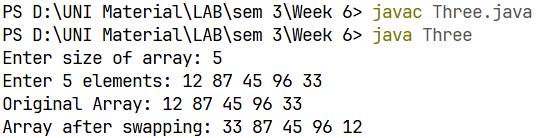 PS D:\UNI Material\LAB\sem 3\Week 6> javac Three.java
PS D:\UNI Material\LAB\sem 3\Week 6> java Three
Enter size of array: 5
Enter 5 elements: 12 87 45 96 33
Original Array: 12 87 45 96 33
Array after swapping: 33 87 45 96 12